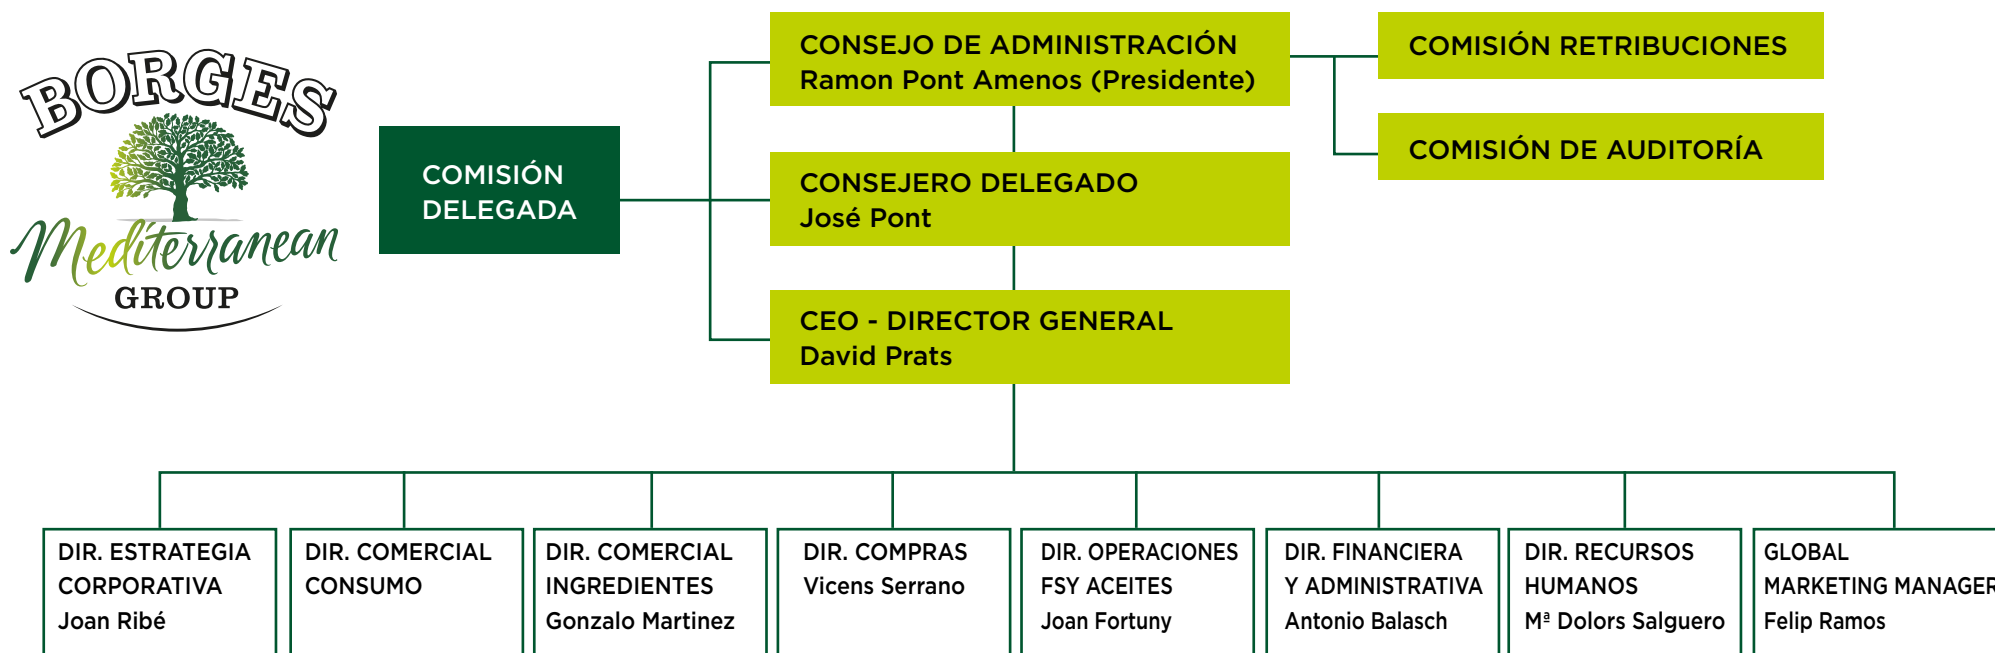 BORGES
Mediterranean
GROUP
COMISIÓN
DELEGADA
CONSEJO DE ADMINISTRACIÓN
Ramon Pont Amenos (Presidente)
CONSEJERO DELEGADO
José Pont
CEO - DIRECTOR GENERAL
David Prats
COMISIÓN RETRIBUCIONES
COMISIÓN DE AUDITORÍA
DIR. ESTRATEGIA
CORPORATIVA
Joan Ribé
DIR. COMERCIAL
CONSUMO
DIR. COMERCIAL
INGREDIENTES
Gonzalo Martinez
DIR. COMPRAS
Vicens Serrano
DIR. OPERACIONES
FSY ACEITES
Joan Fortuny
DIR. FINANCIERA
Y ADMINISTRATIVA
Antonio Balasch
DIR. RECURSOS
HUMANOS
Mª Dolors Salguero
GLOBAL
MARKETING MANAGER
Felip Ramos